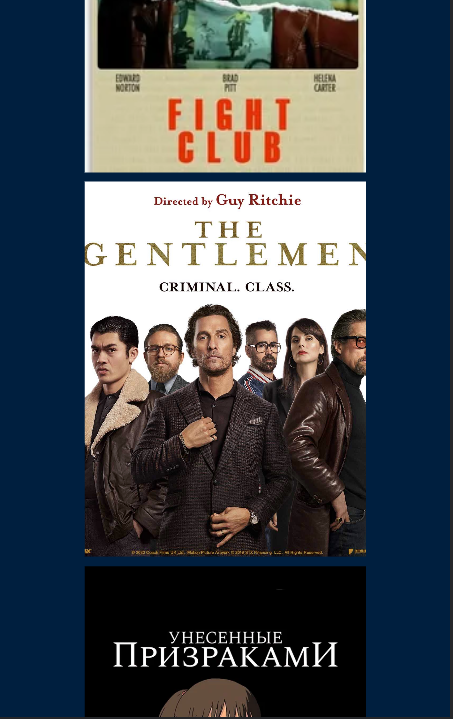 EDWARD
NORTON
BRAD
PITT
HELENA
CARTER
FIGHT
CLUB
Directed by Guy Ritchie
THE
GENTLEMEN
CRIMINAL. CLASS.
УНЕСЕННЫЕ
ПРИЗРАКАМИ